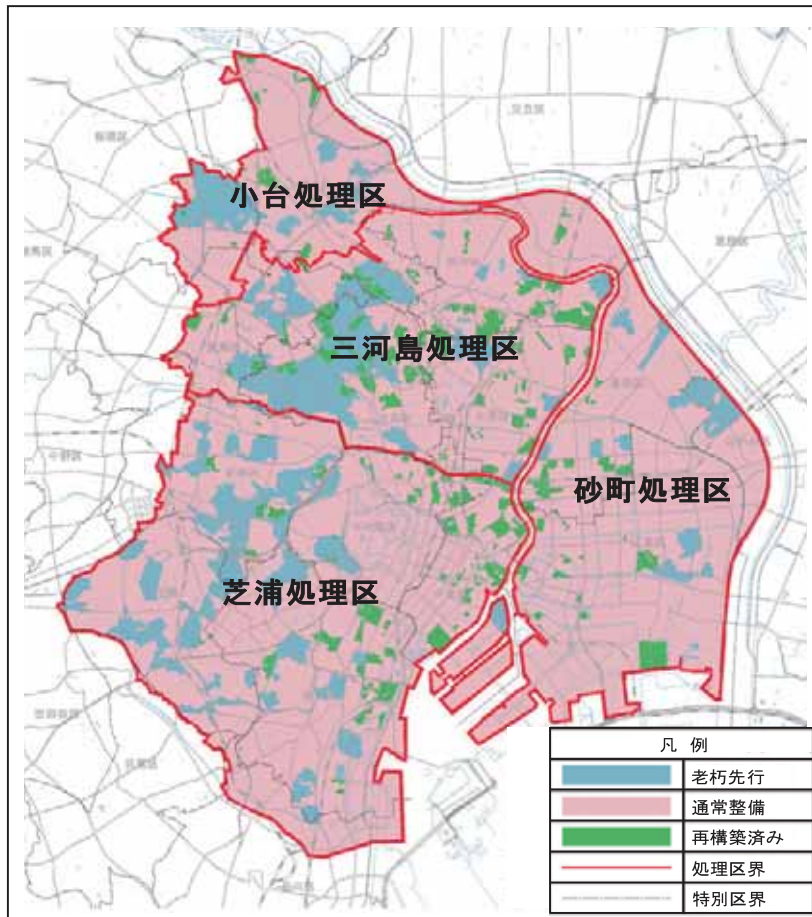 小台処理区
三河島処理区
砂町処理区
芝浦処理区
凡 例
老朽先行
通常整備
再構築済み
処理区界
特別区界